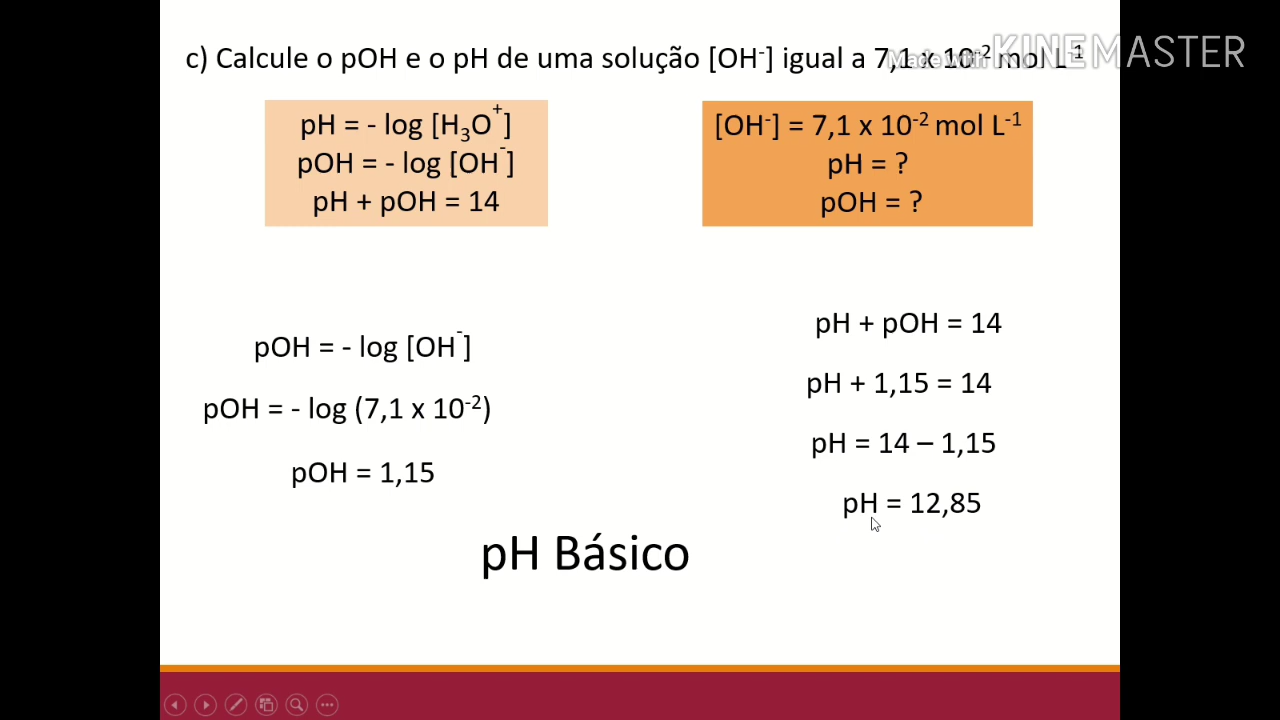 c) Calcule o pOH e o pH de uma solução [OH⁻] igual a 7,1 x 10⁻² mol L⁻¹
Made with KINEMASTER
pH = - log [H₃O⁺]
pOH = - log [OH⁻]
pH + pOH = 14
[OH⁻] = 7,1 x 10⁻² mol L⁻¹
pH = ?
pOH = ?
pOH = - log [OH⁻]
pOH = - log (7,1 x 10⁻²)
pOH = 1,15
pH + pOH = 14
pH + 1,15 = 14
pH = 14 – 1,15
pH = 12,85
pH Básico